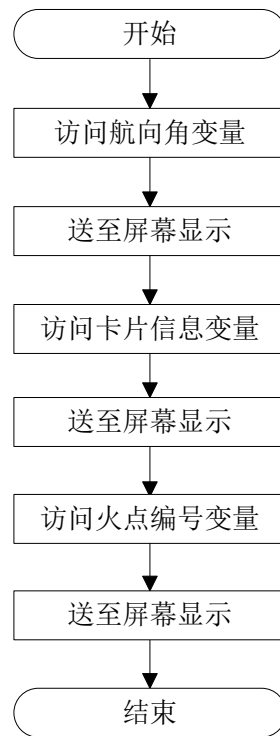 开始
访问航向角变量
送至屏幕显示
访问卡片信息变量
送至屏幕显示
访问火点编号变量
送至屏幕显示
结束